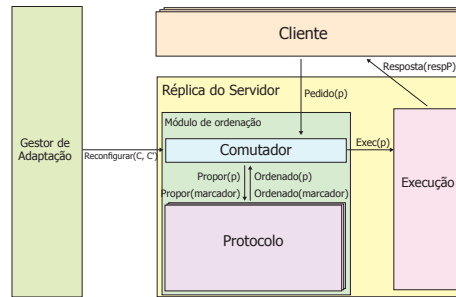 Cliente
Resposta(respP)
Réplica do Servidor
Pedido(p)
Módulo de ordenação
Gestor de
Adaptação
Reconfigurar(C, C')
Comutador
Exec(p)
Execução
Propor(p)
Ordenado(p)
Propor(marcador)
Ordenado(marcador)
Protocolo